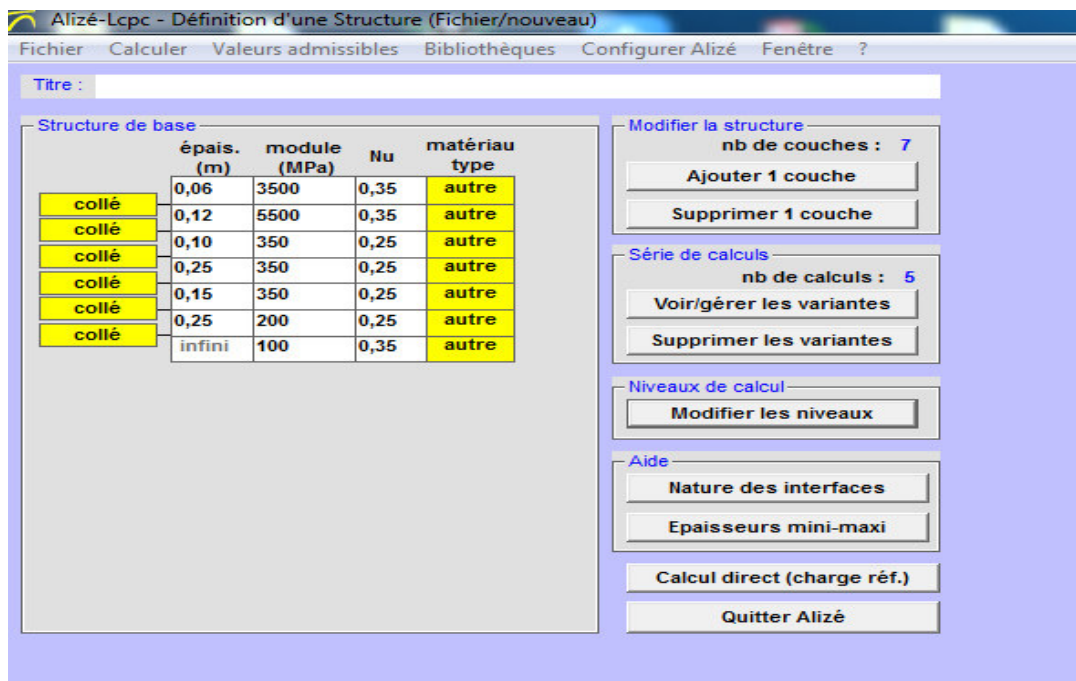 Alizé-Lcpc - Définition d'une Structure (Fichier/nouveau)
Fichier Calculer Valeurs admissibles Bibliothèques Configurer Alizé Fenêtre ?
Titre :
Structure de base
épais. (m) module (MPa) Nu matériau type
0,06 3500 0,35 autre
collé
0,12 5500 0,35 autre
collé
0,10 350 0,25 autre
collé
0,25 350 0,25 autre
collé
0,15 350 0,25 autre
collé
0,25 200 0,25 autre
collé
infini 100 0,35 autre
Modifier la structure
nb de couches : 7
Ajouter 1 couche
Supprimer 1 couche
Série de calculs
nb de calculs : 5
Voir/gérer les variantes
Supprimer les variantes
Niveaux de calcul
Modifier les niveaux
Aide
Nature des interfaces
Epaisseurs mini-maxi
Calcul direct (charge réf.)
Quitter Alizé